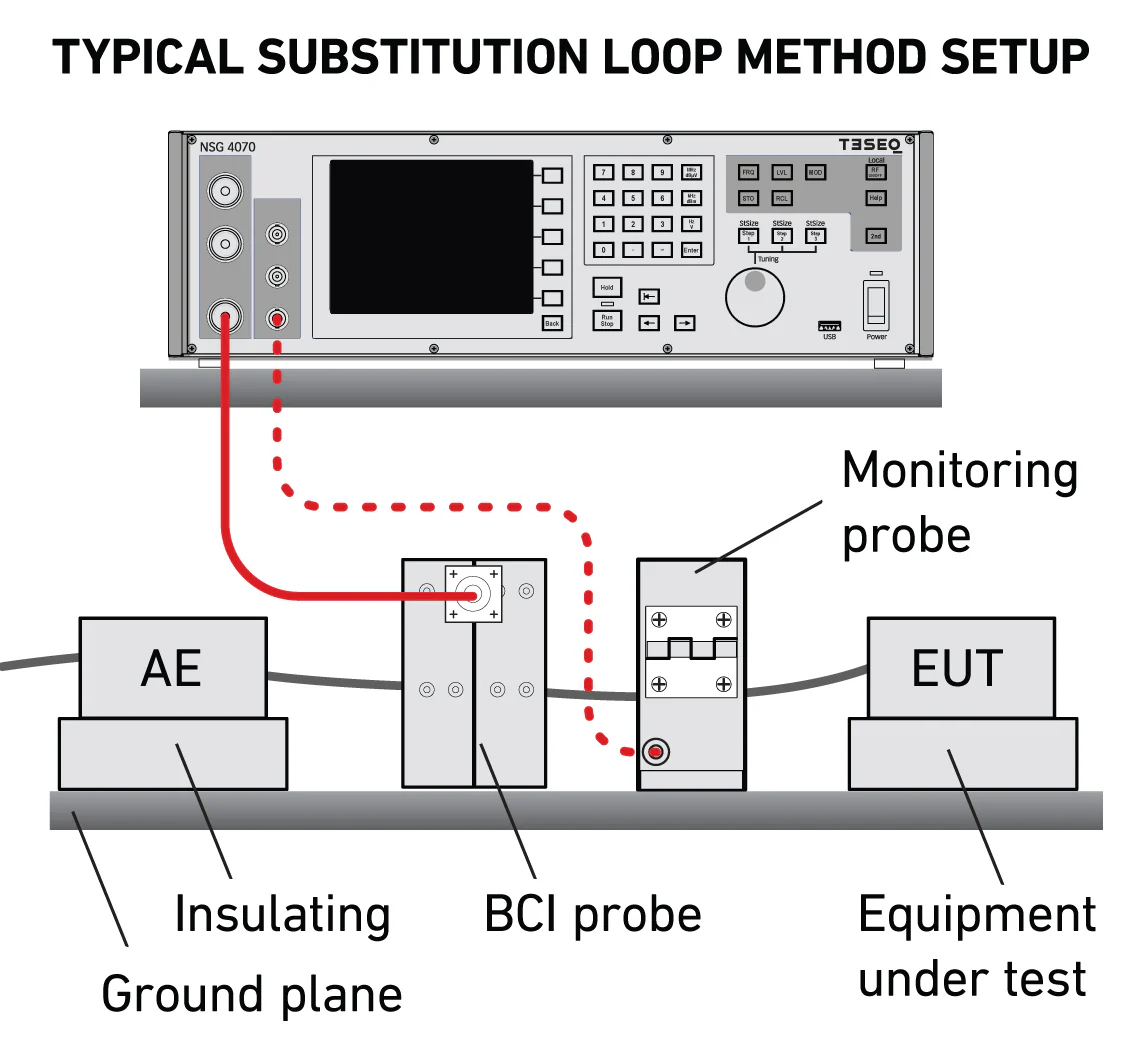 TYPICAL SUBSTITUTION LOOP METHOD SETUP
NSG 4070
TESEQ
Local
7 8 9 MHz dBµV
FRQ LVL MOD
RF ON/OFF
4 5 6 kHz dBm
STO RCL
Help
1 2 3 Hz V
StSize StSize StSize
Step 1 Step 2 Step 3
2nd
0 . - Enter
Tuning
Hold
Back
Run Stop
USB
Power
Monitoring
probe
AE
EUT
Insulating
BCI probe
Equipment
under test
Ground plane